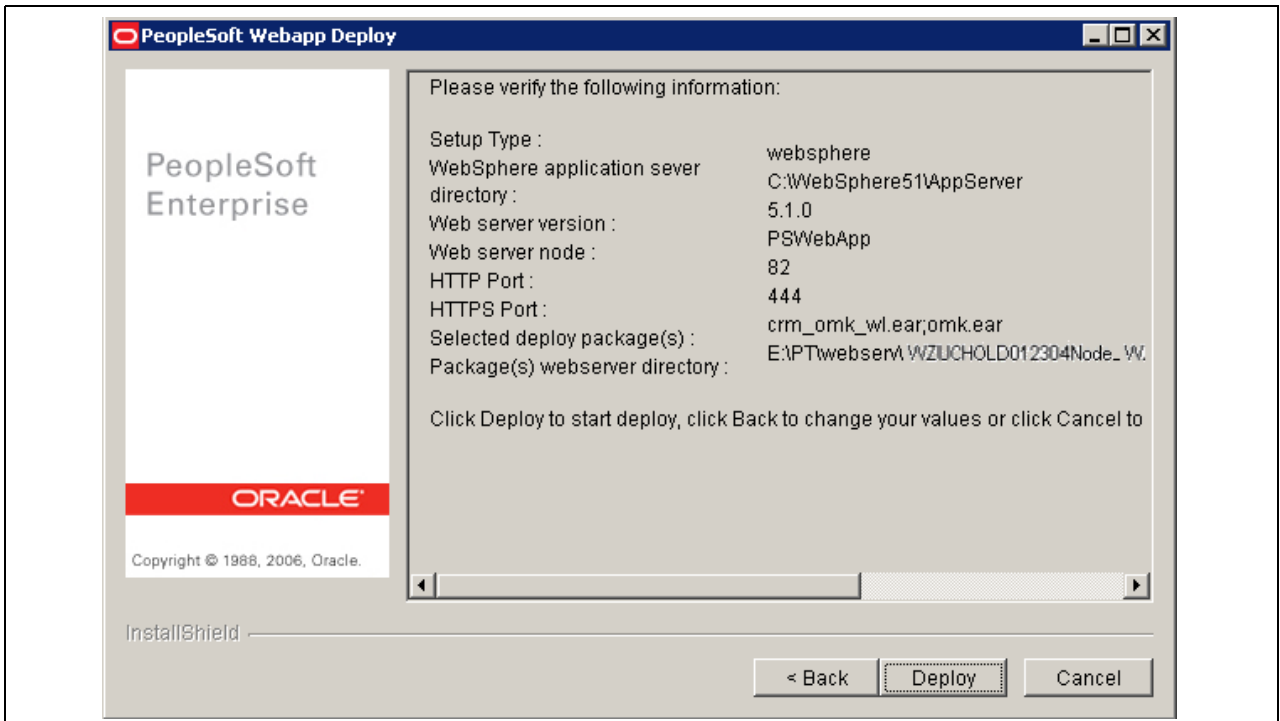 PeopleSoft Webapp Deploy
PeopleSoft
Enterprise
ORACLE
Copyright © 1988, 2006, Oracle.
Please verify the following information:
Setup Type : websphere
WebSphere application sever
directory : C:\WebSphere51\AppServer
Web server version : 5.1.0
Web server node : PSWebApp
HTTP Port : 82
HTTPS Port : 444
Selected deploy package(s) : crm_omk_wl.ear;omk.ear
Package(s) webserver directory : E:\PT\webserv\ WZUCHOLD012304Node_ W.
Click Deploy to start deploy, click Back to change your values or click Cancel to
InstallShield
< Back
Deploy
Cancel